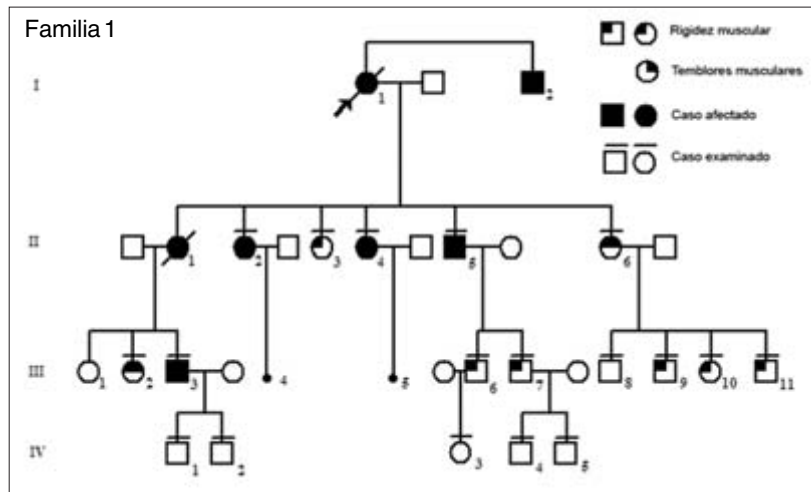 Familia 1
Rigidez muscular
Temblores musculares
Caso afectado
Caso examinado
I
1
2
II
1 2 3 4 5 6
III
1 2 3 4 5 6 7 8 9 10 11
IV
1 2 3 4 5